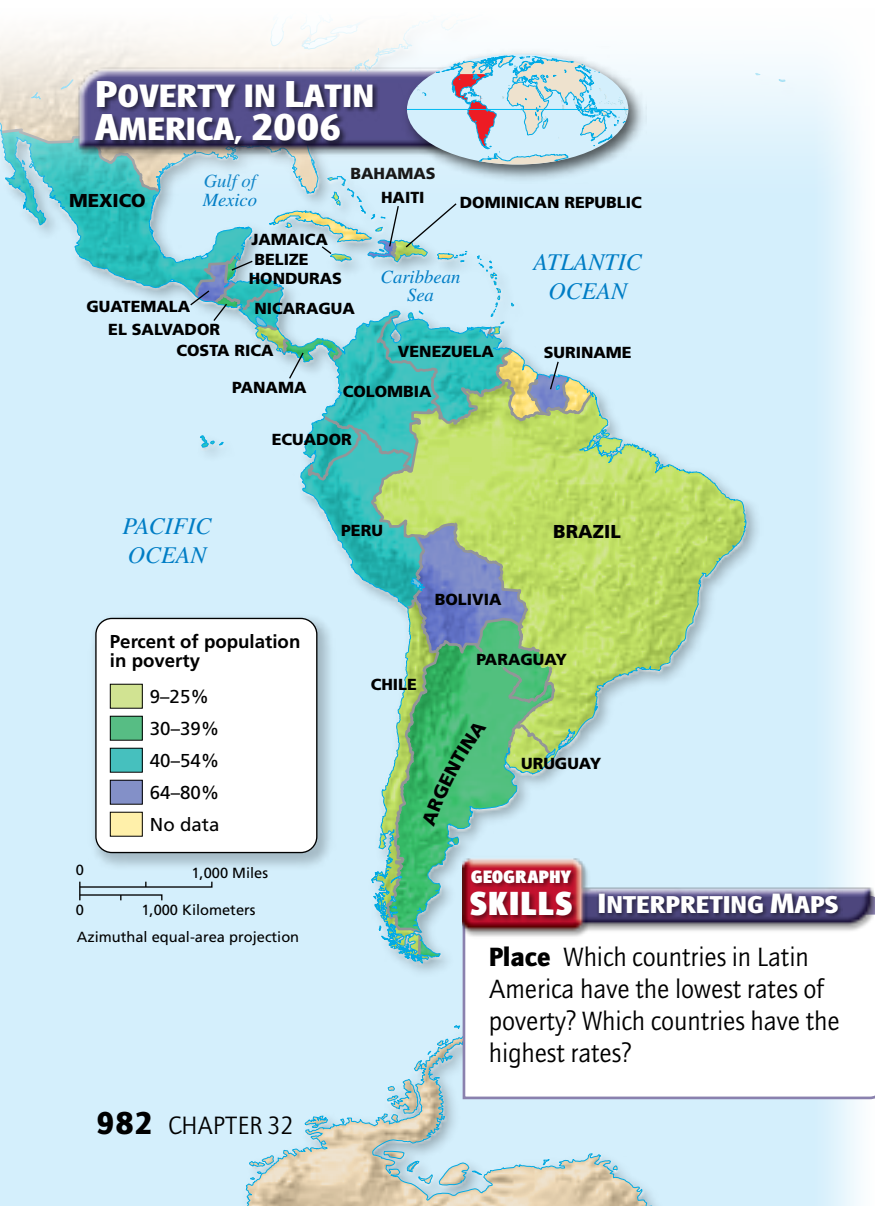 POVERTY IN LATIN
AMERICA, 2006
BAHAMAS
Gulf of
Mexico
HAITI
DOMINICAN REPUBLIC
MEXICO
JAMAICA
BELIZE
HONDURAS
ATLANTIC
OCEAN
Caribbean
Sea
GUATEMALA
NICARAGUA
EL SALVADOR
COSTA RICA
VENEZUELA
SURINAME
PANAMA
COLOMBIA
ECUADOR
PACIFIC
OCEAN
PERU
BRAZIL
BOLIVIA
PARAGUAY
CHILE
ARGENTINA
URUGUAY
Percent of population
in poverty
9–25%
30–39%
40–54%
64–80%
No data
0 1,000 Miles
0 1,000 Kilometers
Azimuthal equal-area projection
GEOGRAPHY
SKILLS INTERPRETING MAPS
Place Which countries in Latin
America have the lowest rates of
poverty? Which countries have the
highest rates?
982 CHAPTER 32